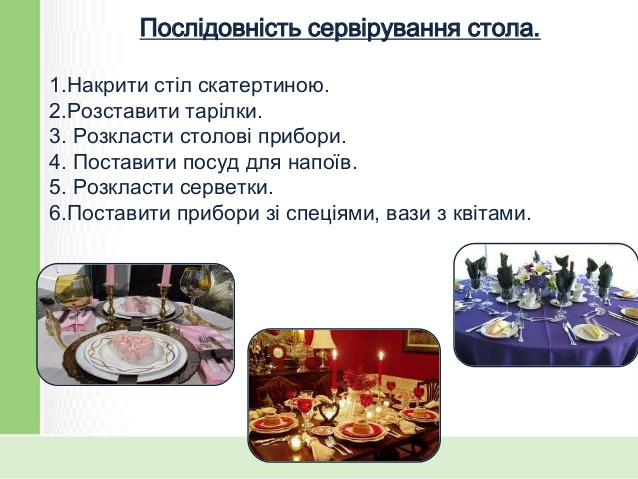 Послідовність сервірування стола.
1.Накрити стіл скатертиною.
2.Розставити тарілки.
3. Розкласти столові прибори.
4. Поставити посуд для напоїв.
5. Розкласти серветки.
6.Поставити прибори зі спеціями, вази з квітами.